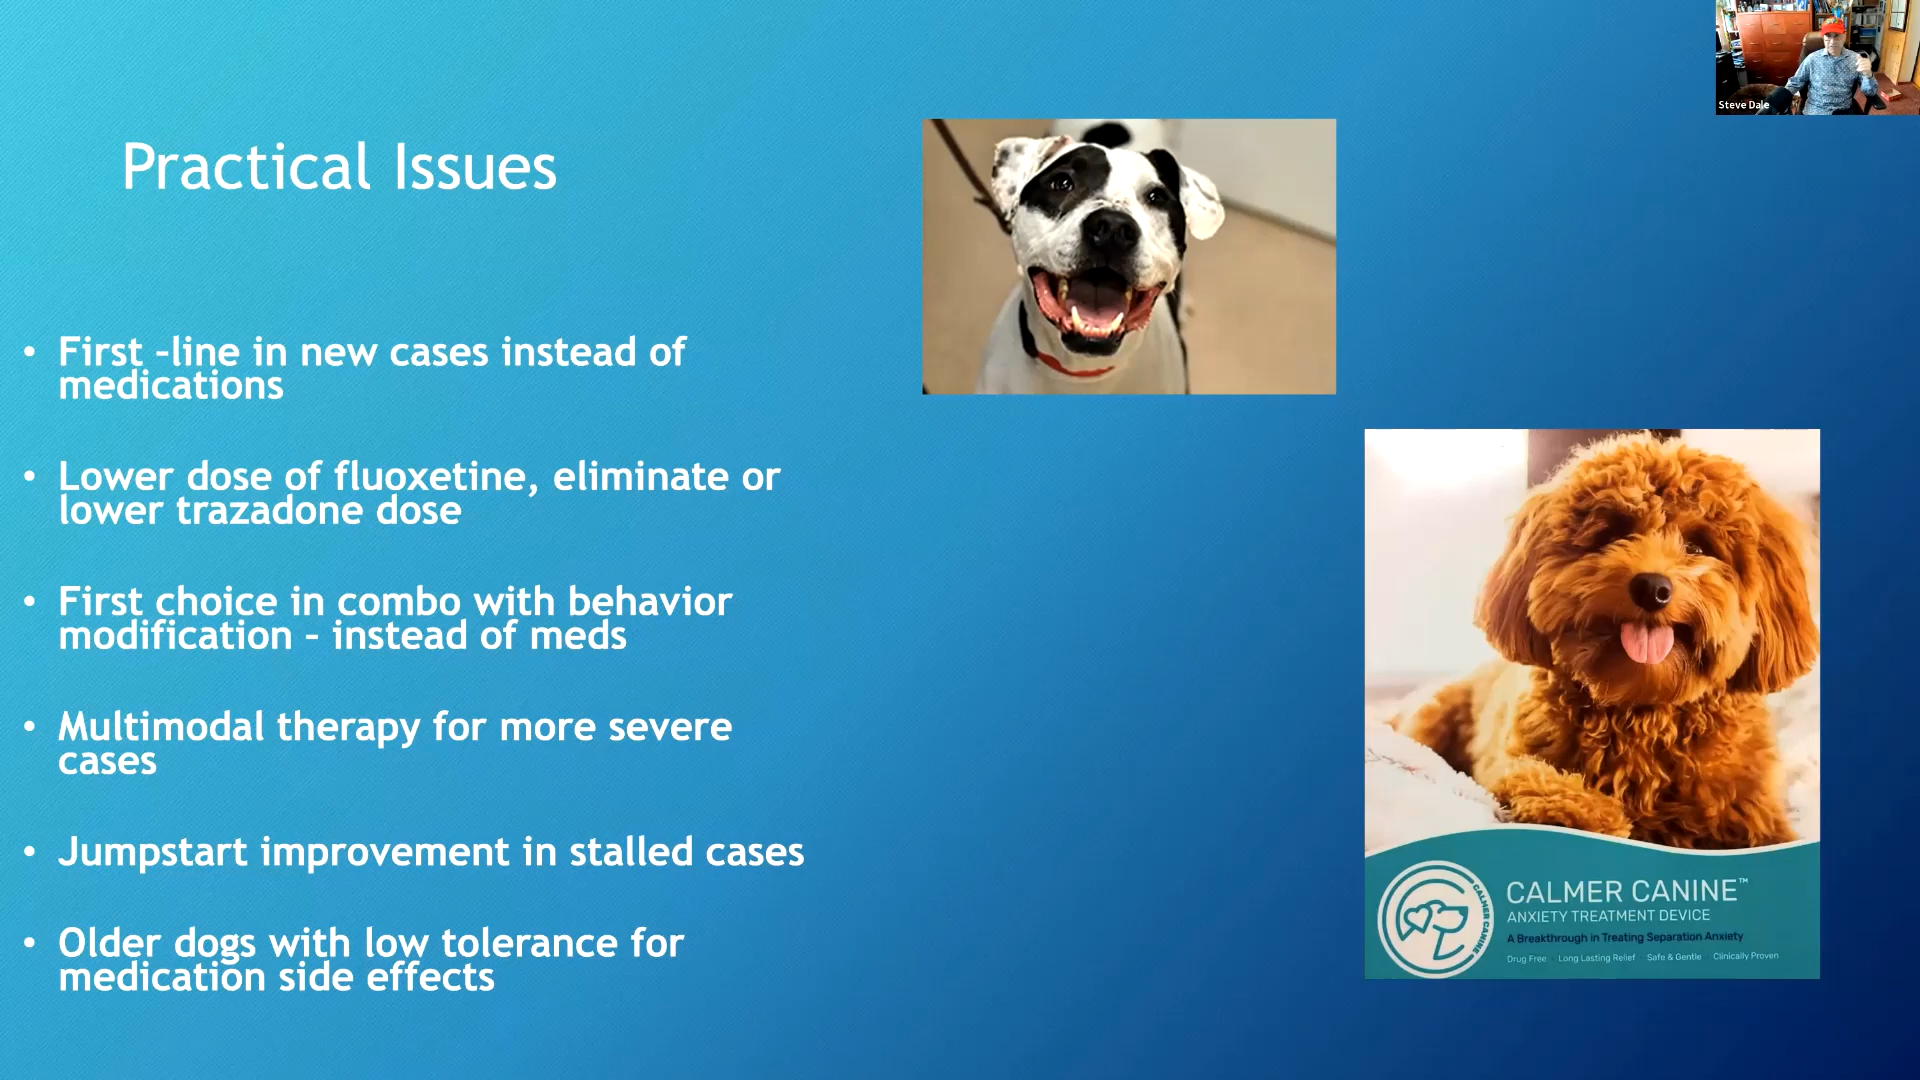 Steve Dale
Practical Issues
• First –line in new cases instead of
medications
• Lower dose of fluoxetine, eliminate or
lower trazadone dose
• First choice in combo with behavior
modification – instead of meds
• Multimodal therapy for more severe
cases
• Jumpstart improvement in stalled cases
• Older dogs with low tolerance for
medication side effects
CALMER CANINE
CALMER CANINE™
ANXIETY TREATMENT DEVICE
A Breakthrough in Treating Separation Anxiety
Drug Free Long Lasting Relief Safe & Gentle Clinically Proven